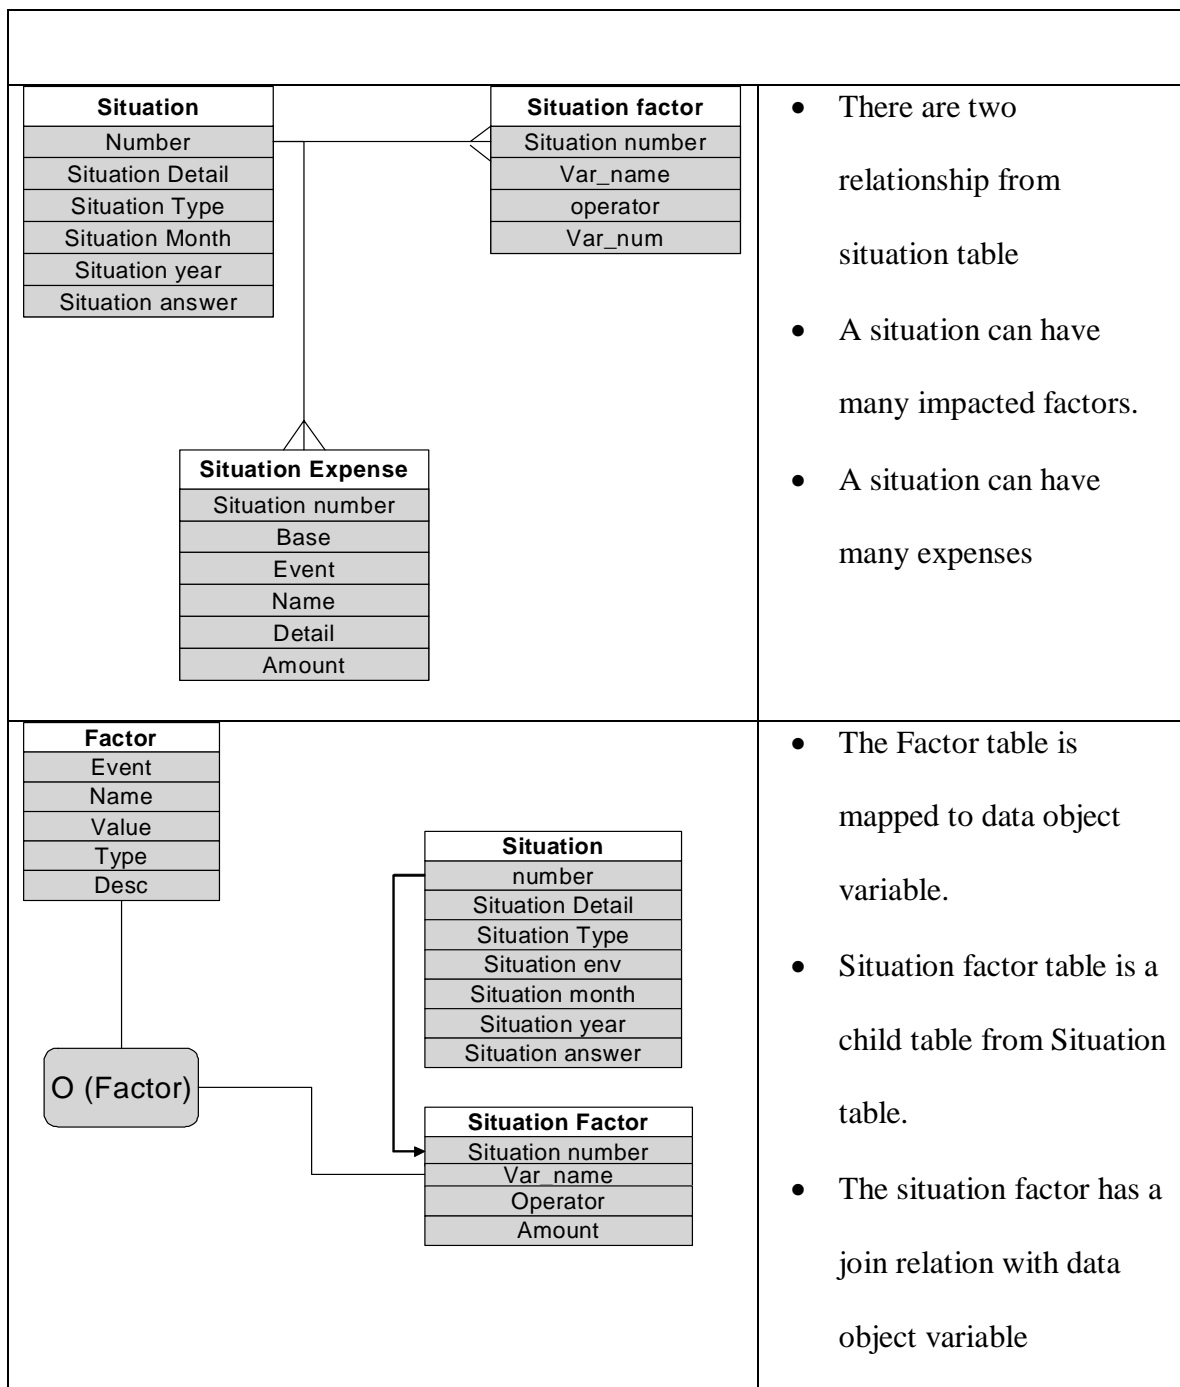 Situation
Number
Situation Detail
Situation Type
Situation Month
Situation year
Situation answer
Situation factor
Situation number
Var_name
operator
Var_num
Situation Expense
Situation number
Base
Event
Name
Detail
Amount
• There are two
relationship from
situation table
• A situation can have
many impacted factors.
• A situation can have
many expenses
Factor
Event
Name
Value
Type
Desc
O (Factor)
Situation
number
Situation Detail
Situation Type
Situation env
Situation month
Situation year
Situation answer
Situation Factor
Situation number
Var_name
Operator
Amount
• The Factor table is
mapped to data object
variable.
• Situation factor table is a
child table from Situation
table.
• The situation factor has a
join relation with data
object variable